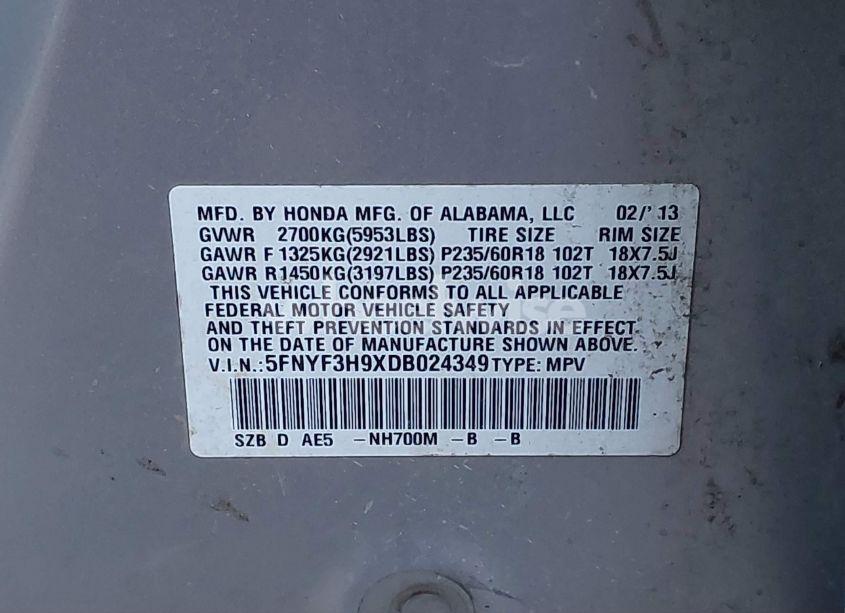 MFD. BY HONDA MFG. OF ALABAMA, LLC 02/'13
GVWR 2700KG(5953LBS) TIRE SIZE RIM SIZE
GAWR F 1325KG(2921LBS) P235/60R18 102T 18X7.5J
GAWR R 1450KG(3197LBS) P235/60R18 102T 18X7.5J
THIS VEHICLE CONFORMS TO ALL APPLICABLE
FEDERAL MOTOR VEHICLE SAFETY
AND THEFT PREVENTION STANDARDS IN EFFECT
ON THE DATE OF MANUFACTURE SHOWN ABOVE.
V.I.N.:5FNYF3H9XDB024349 TYPE: MPV
SZB D AE5 -NH700M -B -B